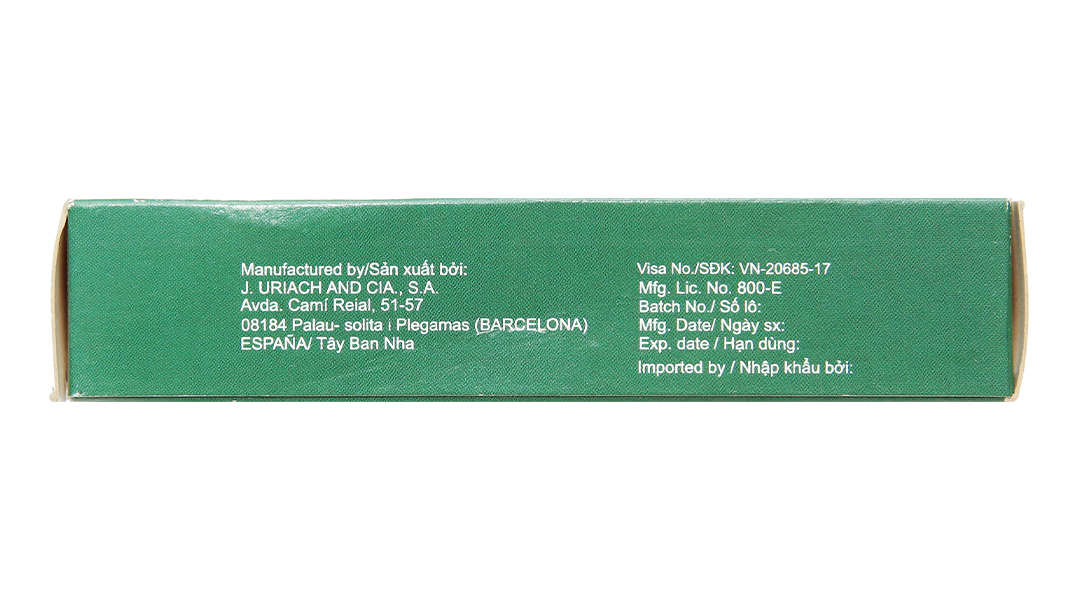 Manufactured by/Sản xuất bởi:
J. URIACH AND CIA., S.A.
Avda. Camí Reial, 51-57
08184 Palau- solita i Plegamas (BARCELONA)
ESPAÑA/ Tây Ban Nha
Visa No./SĐK: VN-20685-17
Mfg. Lic. No. 800-E
Batch No./ Số lô:
Mfg. Date/ Ngày sx:
Exp. date / Hạn dùng:
Imported by / Nhập khẩu bởi: